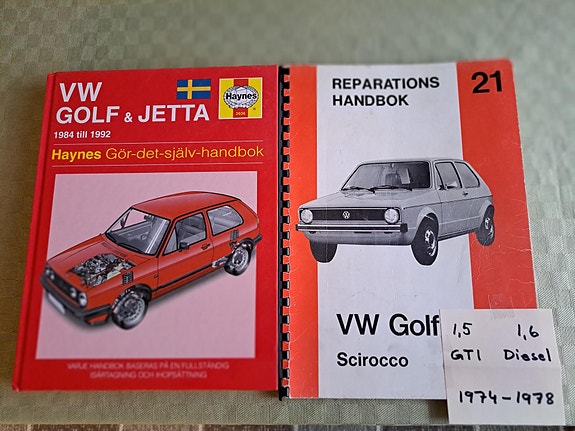 VW
GOLF & JETTA
1984 till 1992
Haynes
Haynes Gör-det-själv-handbok
VARJE HANDBOK BASERAS PÅ EN FULLSTÄNDIG
ISÄRTAGNING OCH IHOPSÄTTNING
REPARATIONS
HANDBOK
21
VW Golf
Scirocco
1,5 1,6
GTI Diesel
1974-1978